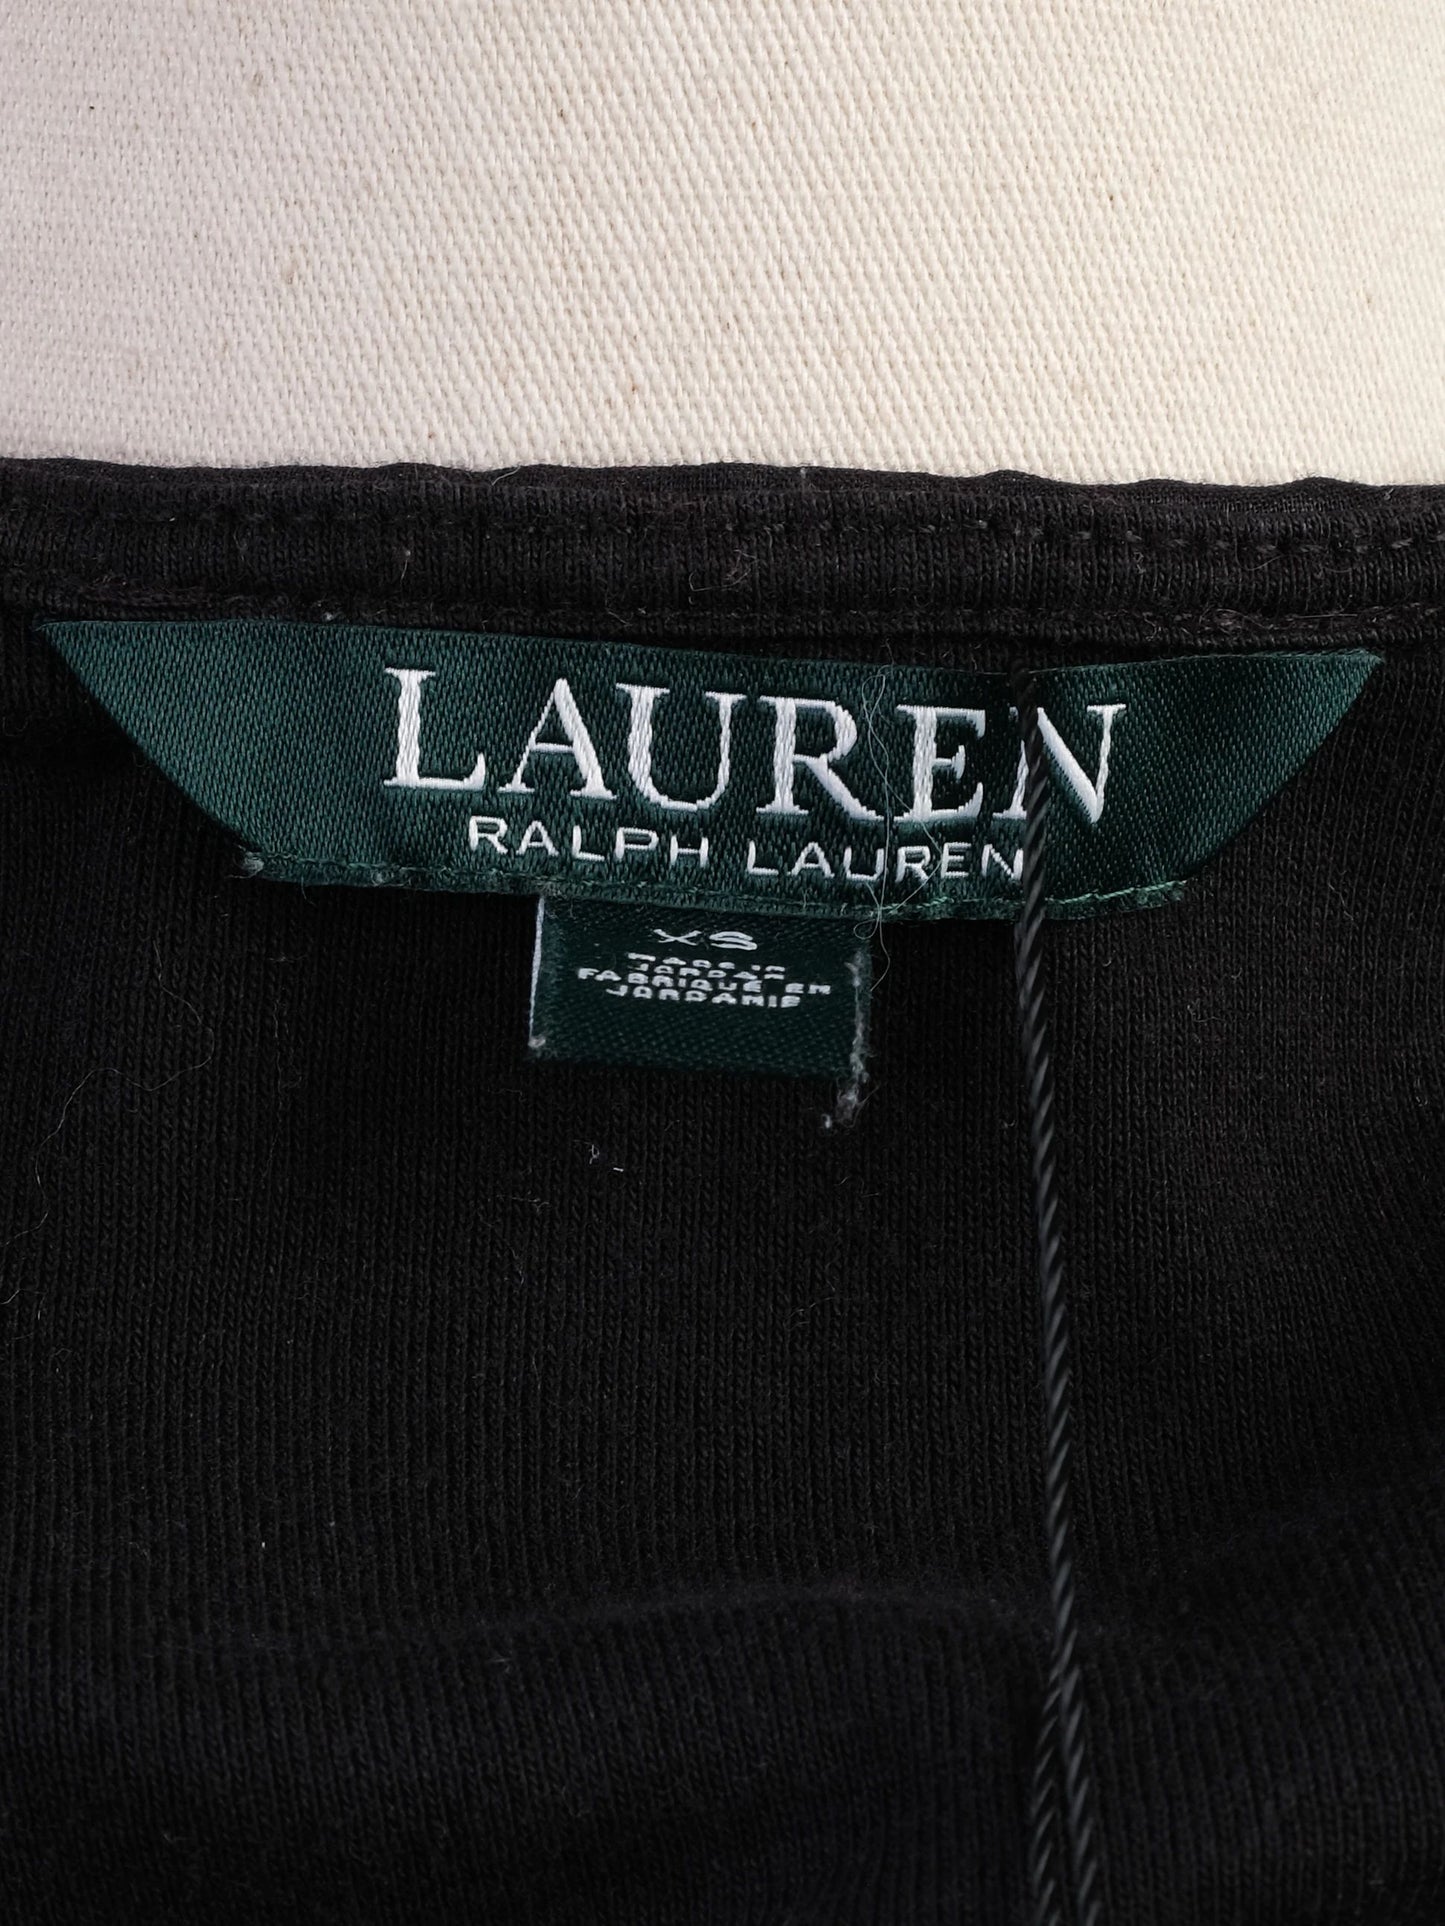 LAUREN
RALPH LAUREN
XS
MADE IN
JORDAN
FABRIQUÉ EN
JORDANIE